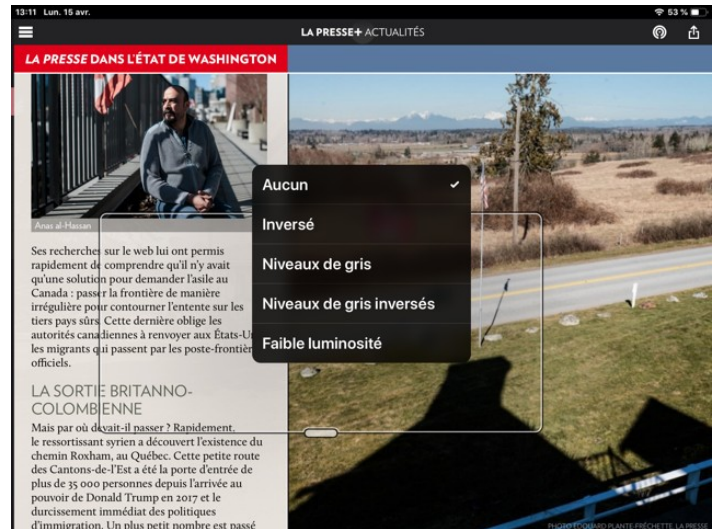 13:11 Lun. 15 avr.
53 %
LA PRESSE+ ACTUALITÉS
LA PRESSE DANS L'ÉTAT DE WASHINGTON
Anas al-Hassan
Ses recherches sur le web lui ont permis
rapidement de comprendre qu'il n'y avait
qu'une solution pour demander l'asile au
Canada : passer la frontière de manière
irrégulière pour contourner l'entente sur les
tiers pays sûrs. Cette dernière oblige les
autorités canadiennes à renvoyer aux États-U
les migrants qui passent par les poste-frontièr
officiels.
LA SORTIE BRITANNO-
COLOMBIENNE
Mais par où devait-il passer ? Rapidement,
le ressortissant syrien a découvert l'existence du
chemin Roxham, au Québec. Cette petite route
des Cantons-de-l'Est a été la porte d'entrée de
plus de 35 000 personnes depuis l'arrivée au
pouvoir de Donald Trump en 2017 et le
durcissement immédiat des politiques
d'immigration. Un plus petit nombre est passé
Aucun
Inversé
Niveaux de gris
Niveaux de gris inversés
Faible luminosité
PHOTO EDOUARD PLANTE-FRÉCHETTE, LA PRESSE